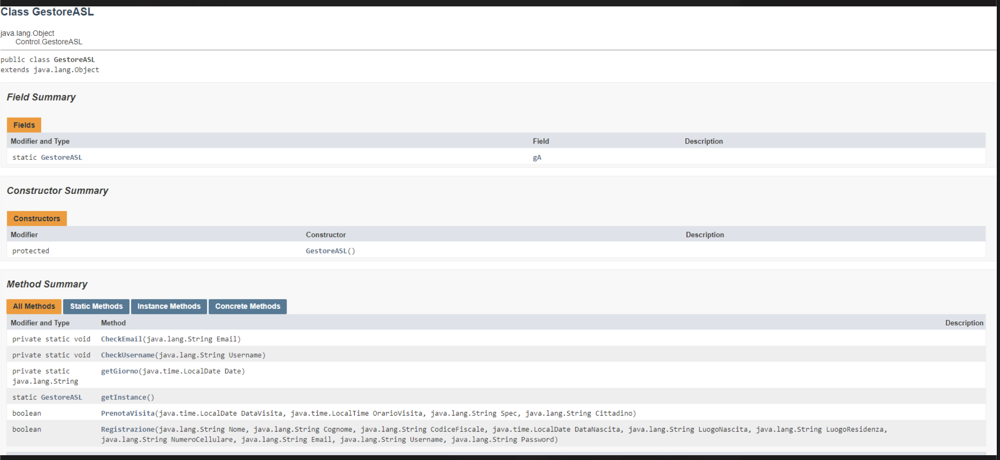 Class GestoreASL
java.lang.Object
Control.GestoreASL
public class GestoreASL
extends java.lang.Object
Field Summary
Fields
Modifier and Type Field Description
static GestoreASL gA
Constructor Summary
Constructors
Modifier Constructor Description
protected GestoreASL()
Method Summary
All Methods Static Methods Instance Methods Concrete Methods
Modifier and Type Method Description
private static void CheckEmail(java.lang.String Email)
private static void CheckUsername(java.lang.String Username)
private static getGiorno(java.time.LocalDate Date)
java.lang.String
static GestoreASL getInstance()
boolean PrenotaVisita(java.time.LocalDate DataVisita, java.time.LocalTime OrarioVisita, java.lang.String Spec, java.lang.String Cittadino)
boolean Registrazione(java.lang.String Nome, java.lang.String Cognome, java.lang.String CodiceFiscale, java.time.LocalDate DataNascita, java.lang.String LuogoNascita, java.lang.String LuogoResidenza,
java.lang.String NumeroCellulare, java.lang.String Email, java.lang.String Username, java.lang.String Password)